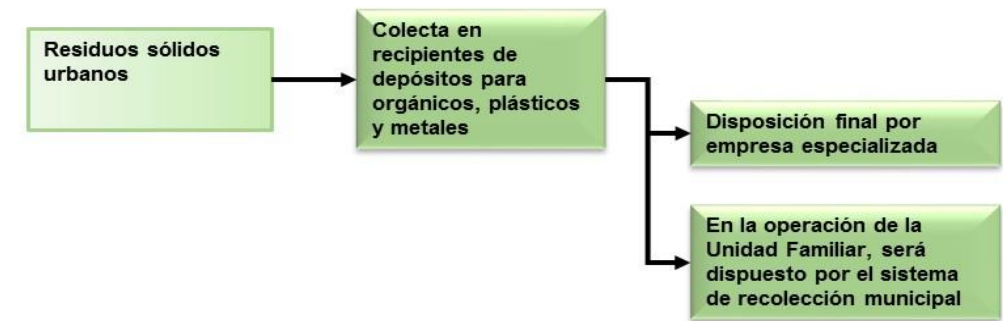 Residuos sólidos
urbanos
Colecta en
recipientes de
depósitos para
orgánicos, plásticos
y metales
Disposición final por
empresa especializada
En la operación de la
Unidad Familiar, será
dispuesto por el sistema
de recolección municipal